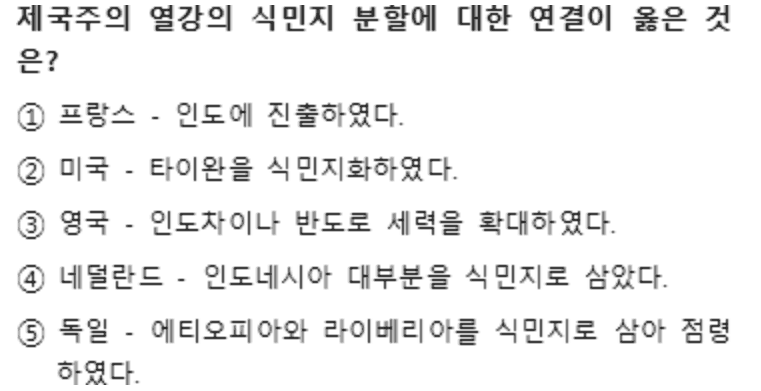 제국주의 열강의 식민지 분할에 대한 연결이 옳은 것
은?
① 프랑스 - 인도에 진출하였다.
② 미국 - 타이완을 식민지화하였다.
③ 영국 - 인도차이나 반도로 세력을 확대하였다.
④ 네덜란드 - 인도네시아 대부분을 식민지로 삼았다.
⑤ 독일 - 에티오피아와 라이베리아를 식민지로 삼아 점령
하였다.